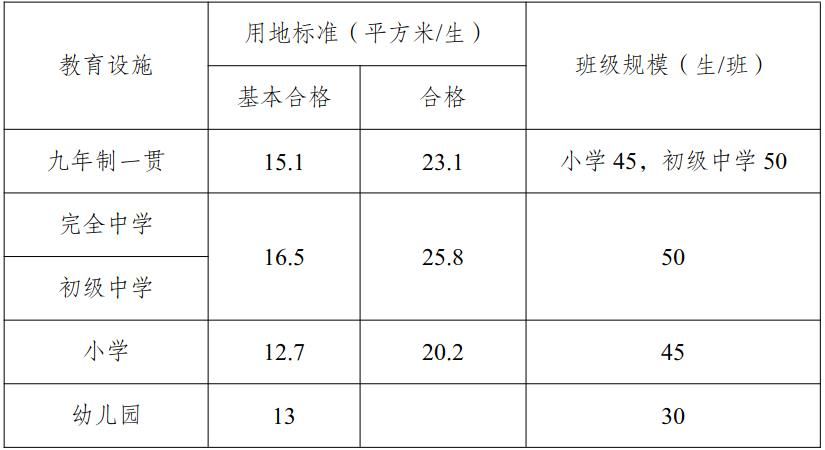 教育设施 用地标准（平方米/生） 班级规模（生/班）
基本合格 合格
九年制一贯 15.1 23.1 小学 45，初级中学 50
完全中学 16.5 25.8 50
初级中学
小学 12.7 20.2 45
幼儿园 13 30